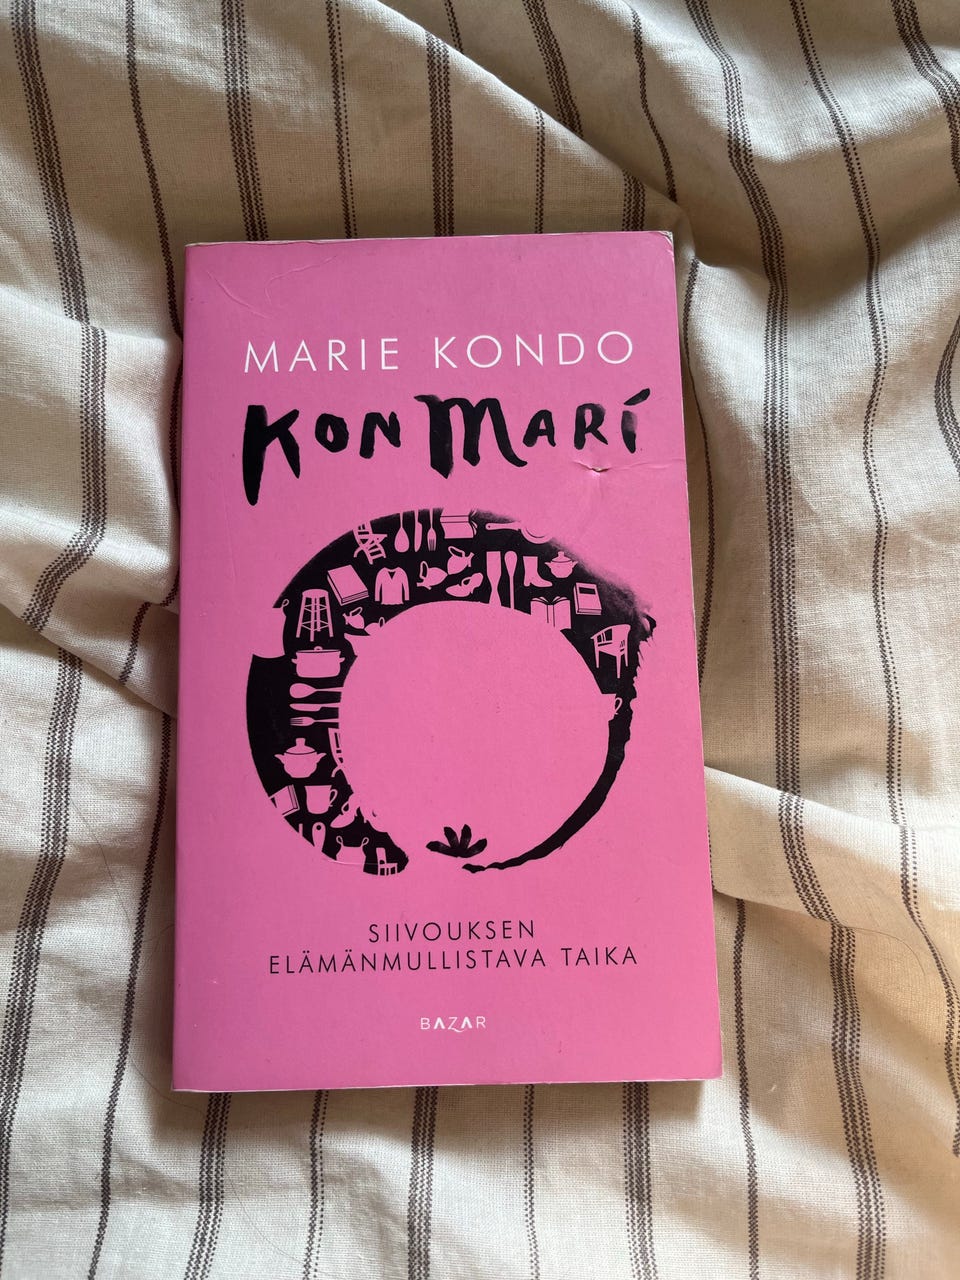 MARIE KONDO
KONMARÍ
SIIVOUKSEN
ELÄMÄNMULLISTAVA TAIKA
BAZAR